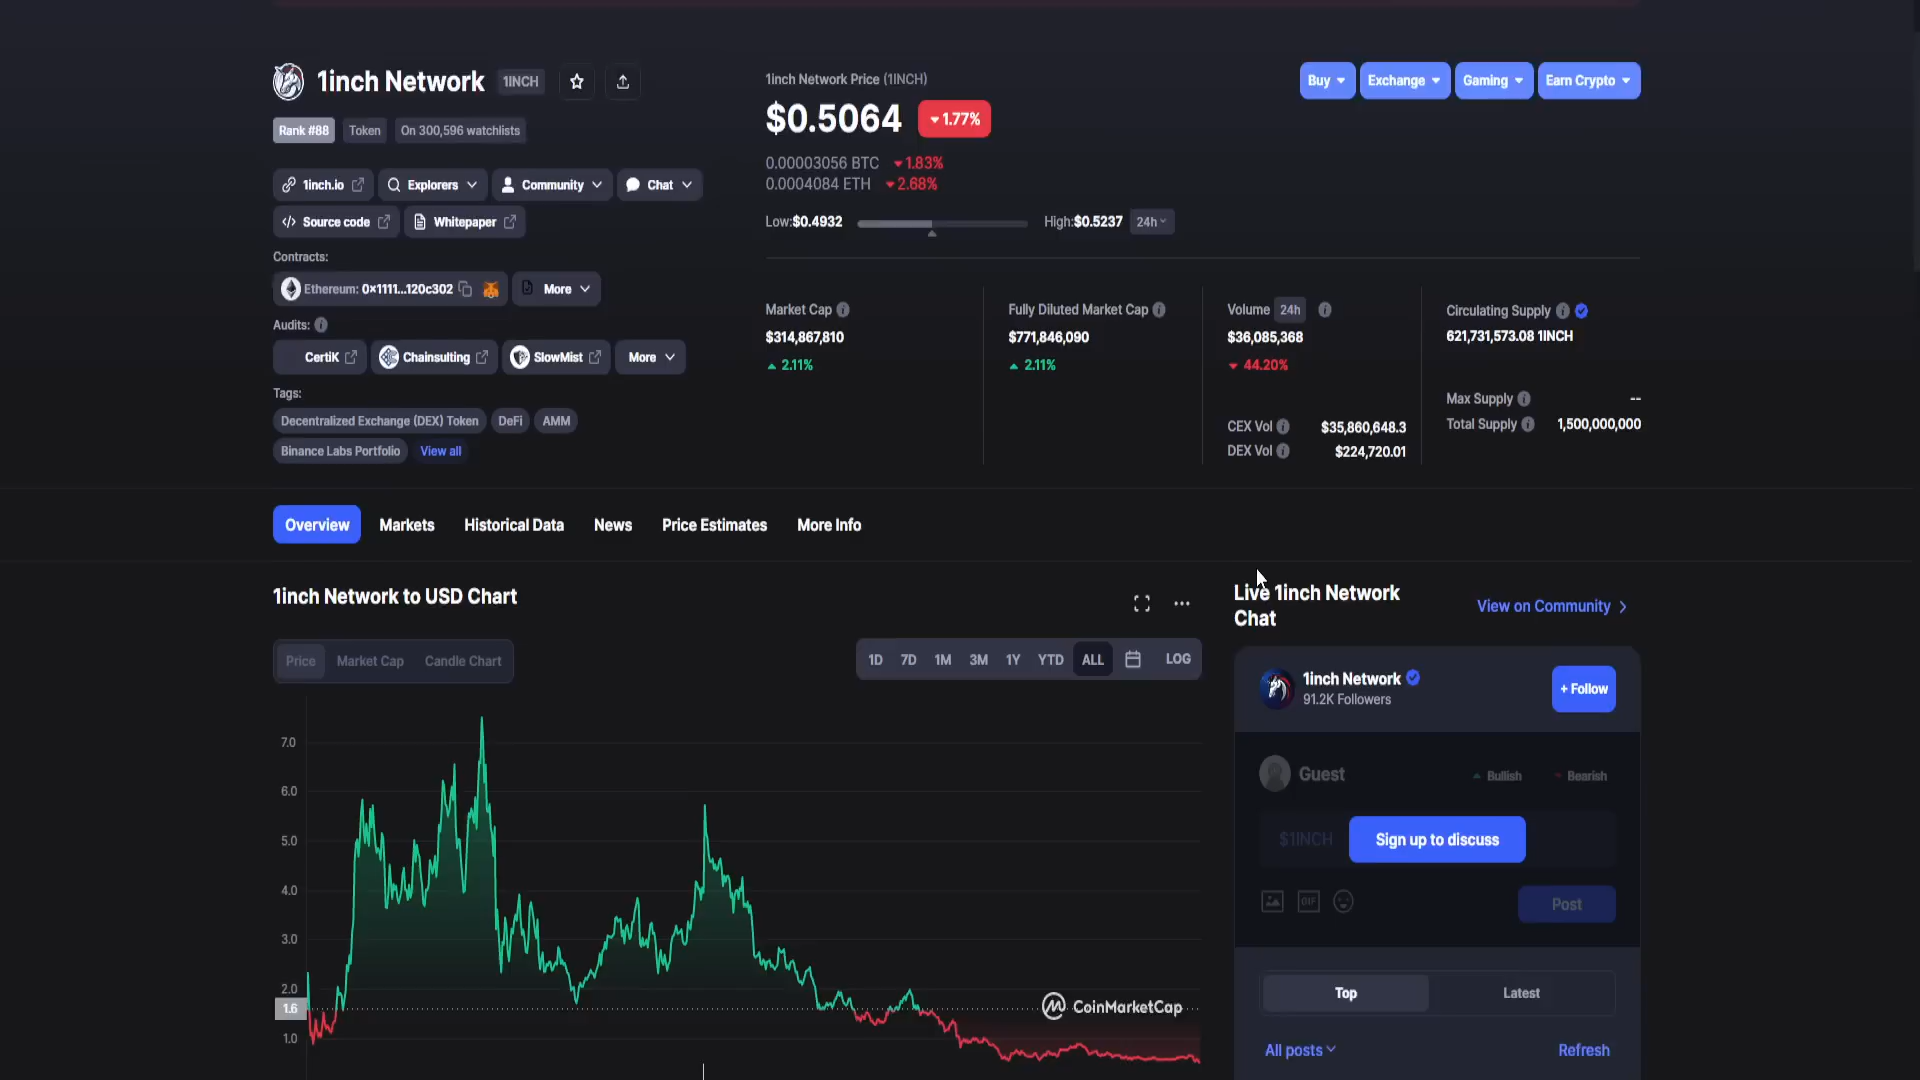 1inch Network 1INCH
Rank #88 Token On 300,596 watchlists
1inch.io Explorers Community Chat
Source code Whitepaper
Contracts:
Ethereum: 0x1111...120c302 More
Audits:
CertiK Chainsulting SlowMist More
Tags:
Decentralized Exchange (DEX) Token DeFi AMM
Binance Labs Portfolio View all
1inch Network Price (1INCH)
$0.5064 1.77%
0.00003056 BTC 1.83%
0.0004084 ETH 2.68%
Low:$0.4932 High:$0.5237 24h
Buy Exchange Gaming Earn Crypto
Market Cap
$314,867,810
2.11%
Fully Diluted Market Cap
$771,846,090
2.11%
Volume 24h
$36,085,368
44.20%
CEX Vol $35,860,648.3
DEX Vol $224,720.01
Circulating Supply
621,731,573.08 1INCH
Max Supply --
Total Supply 1,500,000,000
Overview Markets Historical Data News Price Estimates More Info
1inch Network to USD Chart
Price Market Cap Candle Chart
1D 7D 1M 3M 1Y YTD ALL LOG
7.0
6.0
5.0
4.0
3.0
2.0
1.6
1.0
CoinMarketCap
Live 1inch Network
Chat
View on Community
1inch Network
91.2K Followers
+ Follow
Guest Bullish Bearish
$1INCH Sign up to discuss
GIF Post
Top Latest
All posts Refresh